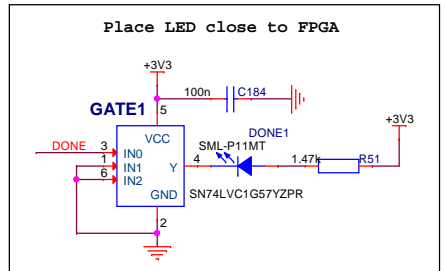 Place LED close to FPGA
+3V3
100n C184
GATE1
5
+3V3
VCC
DONE1
DONE 3 IN0
SML-P11MT
1 IN1
Y 4
1.47k R51
6 IN2
GND
SN74LVC1G57YZPR
2